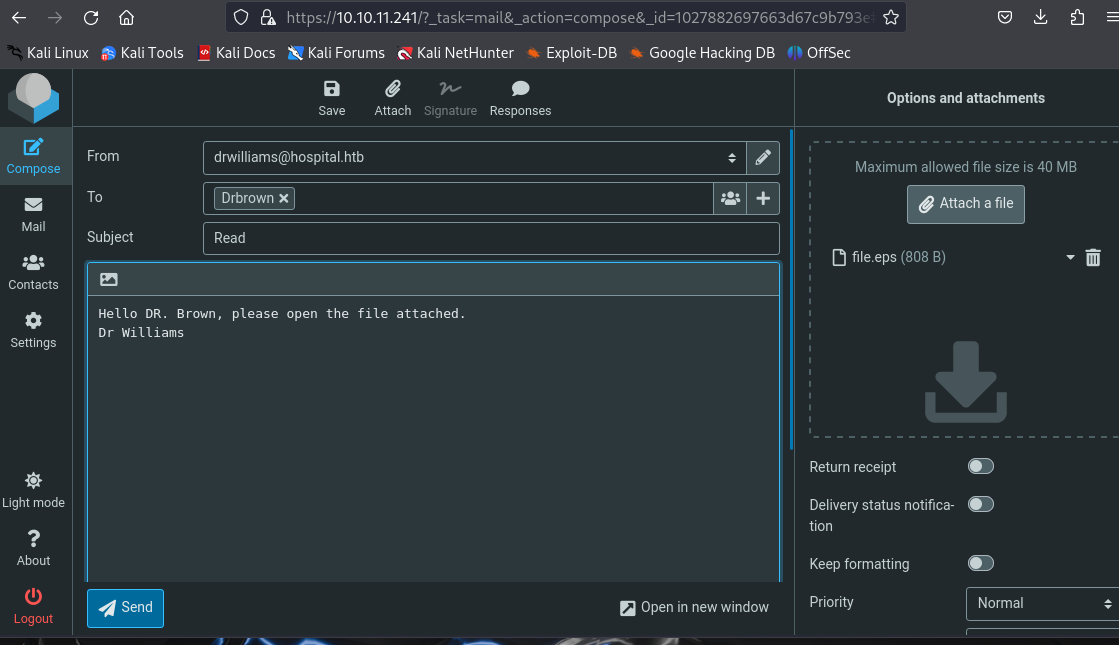 https://10.10.11.241/?_task=mail&_action=compose&_id=1027882697663d67c9b793e
Kali Linux Kali Tools Kali Docs Kali Forums Kali NetHunter Exploit-DB Google Hacking DB OffSec
Save Attach Signature Responses
Options and attachments
Compose
Mail
Contacts
Settings
Light mode
About
Logout
From drwilliams@hospital.htb
To Drbrown
Subject Read
Hello DR. Brown, please open the file attached.
Dr Williams
Send Open in new window
Maximum allowed file size is 40 MB
Attach a file
file.eps (808 B)
Return receipt
Delivery status notifica-
tion
Keep formatting
Priority Normal